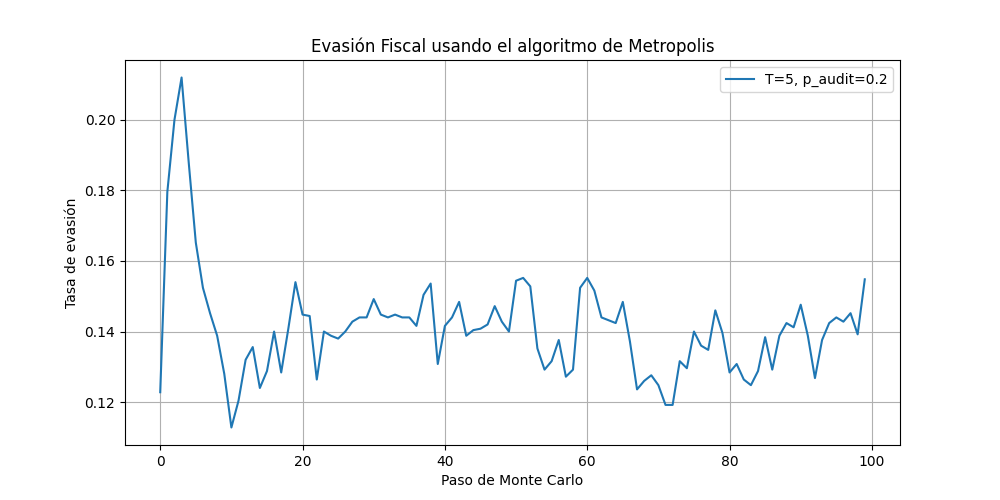 Evasión Fiscal usando el algoritmo de Metropolis
T=5, p_audit=0.2
Tasa de evasión
0.20
0.18
0.16
0.14
0.12
0 20 40 60 80 100
Paso de Monte Carlo